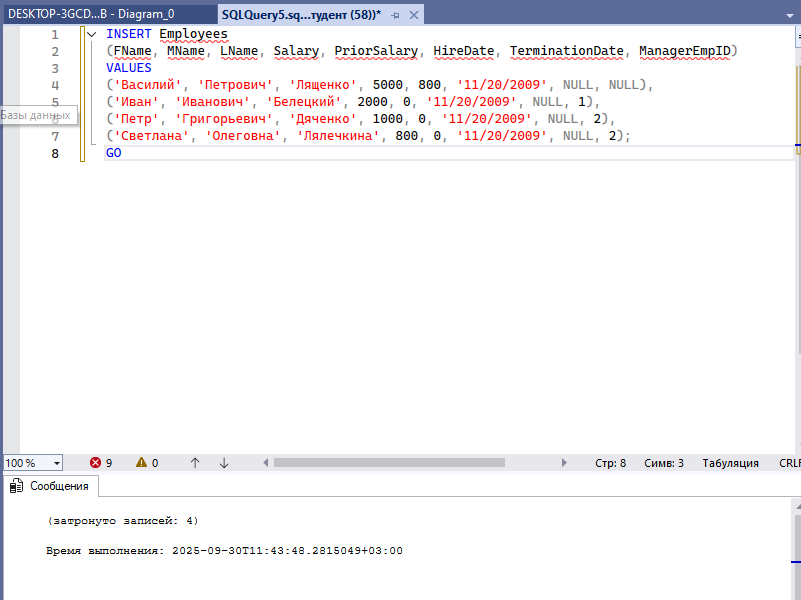 DESKTOP-3GCD...B - Diagram_0 SQLQuery5.sq...тудент (58))*
1 INSERT Employees
2 (FName, MName, LName, Salary, PriorSalary, HireDate, TerminationDate, ManagerEmpID)
3 VALUES
4 ('Василий', 'Петрович', 'Лященко', 5000, 800, '11/20/2009', NULL, NULL),
5 ('Иван', 'Иванович', 'Белецкий', 2000, 0, '11/20/2009', NULL, 1),
Базы данных
6 ('Петр', 'Григорьевич', 'Дяченко', 1000, 0, '11/20/2009', NULL, 2),
7 ('Светлана', 'Олеговна', 'Лялечкина', 800, 0, '11/20/2009', NULL, 2);
8 GO
100 % 9 0 Стр: 8 Симв: 3 Табуляция CRLF
Сообщения
(затронуто записей: 4)
Время выполнения: 2025-09-30T11:43:48.2815049+03:00